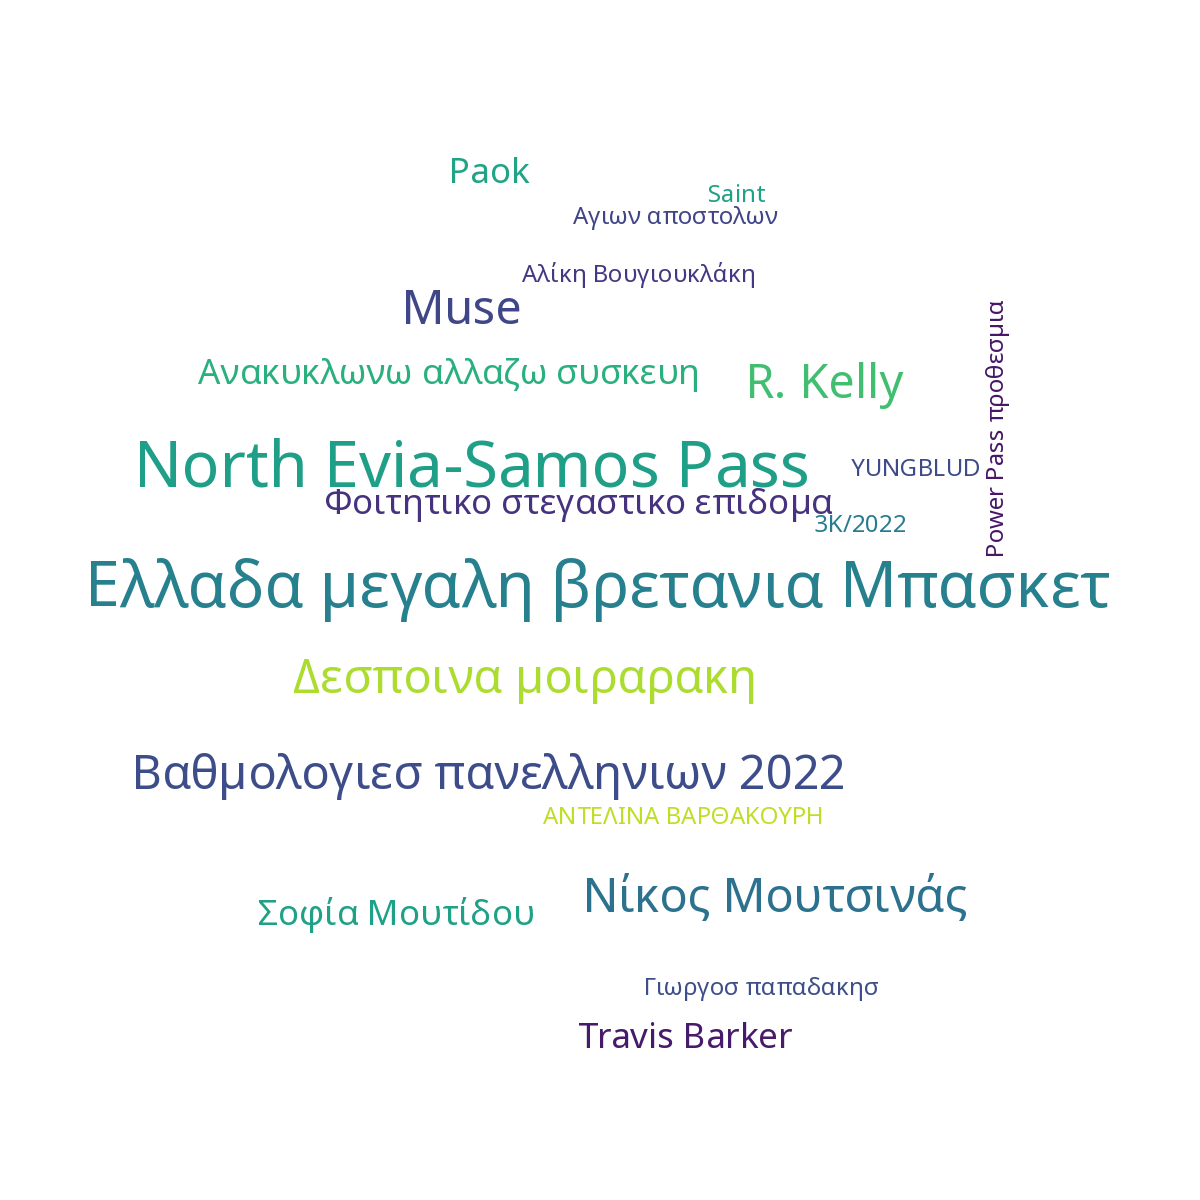 Paok
Saint
Αγιων αποστολων
Αλίκη Βουγιουκλάκη
Muse
Power Pass προθεσμια
Ανακυκλωνω αλλαζω συσκευη
R. Kelly
North Evia-Samos Pass
YUNGBLUD
Φοιτητικο στεγαστικο επιδομα
3Κ/2022
Ελλαδα μεγαλη βρετανια Μπασκετ
Δεσποινα μοιραρακη
Βαθμολογιεσ πανελληνιων 2022
ΑΝΤΕΛΙΝΑ ΒΑΡΘΑΚΟΥΡΗ
Νίκος Μουτσινάς
Σοφία Μουτίδου
Γιωργοσ παπαδακησ
Travis Barker